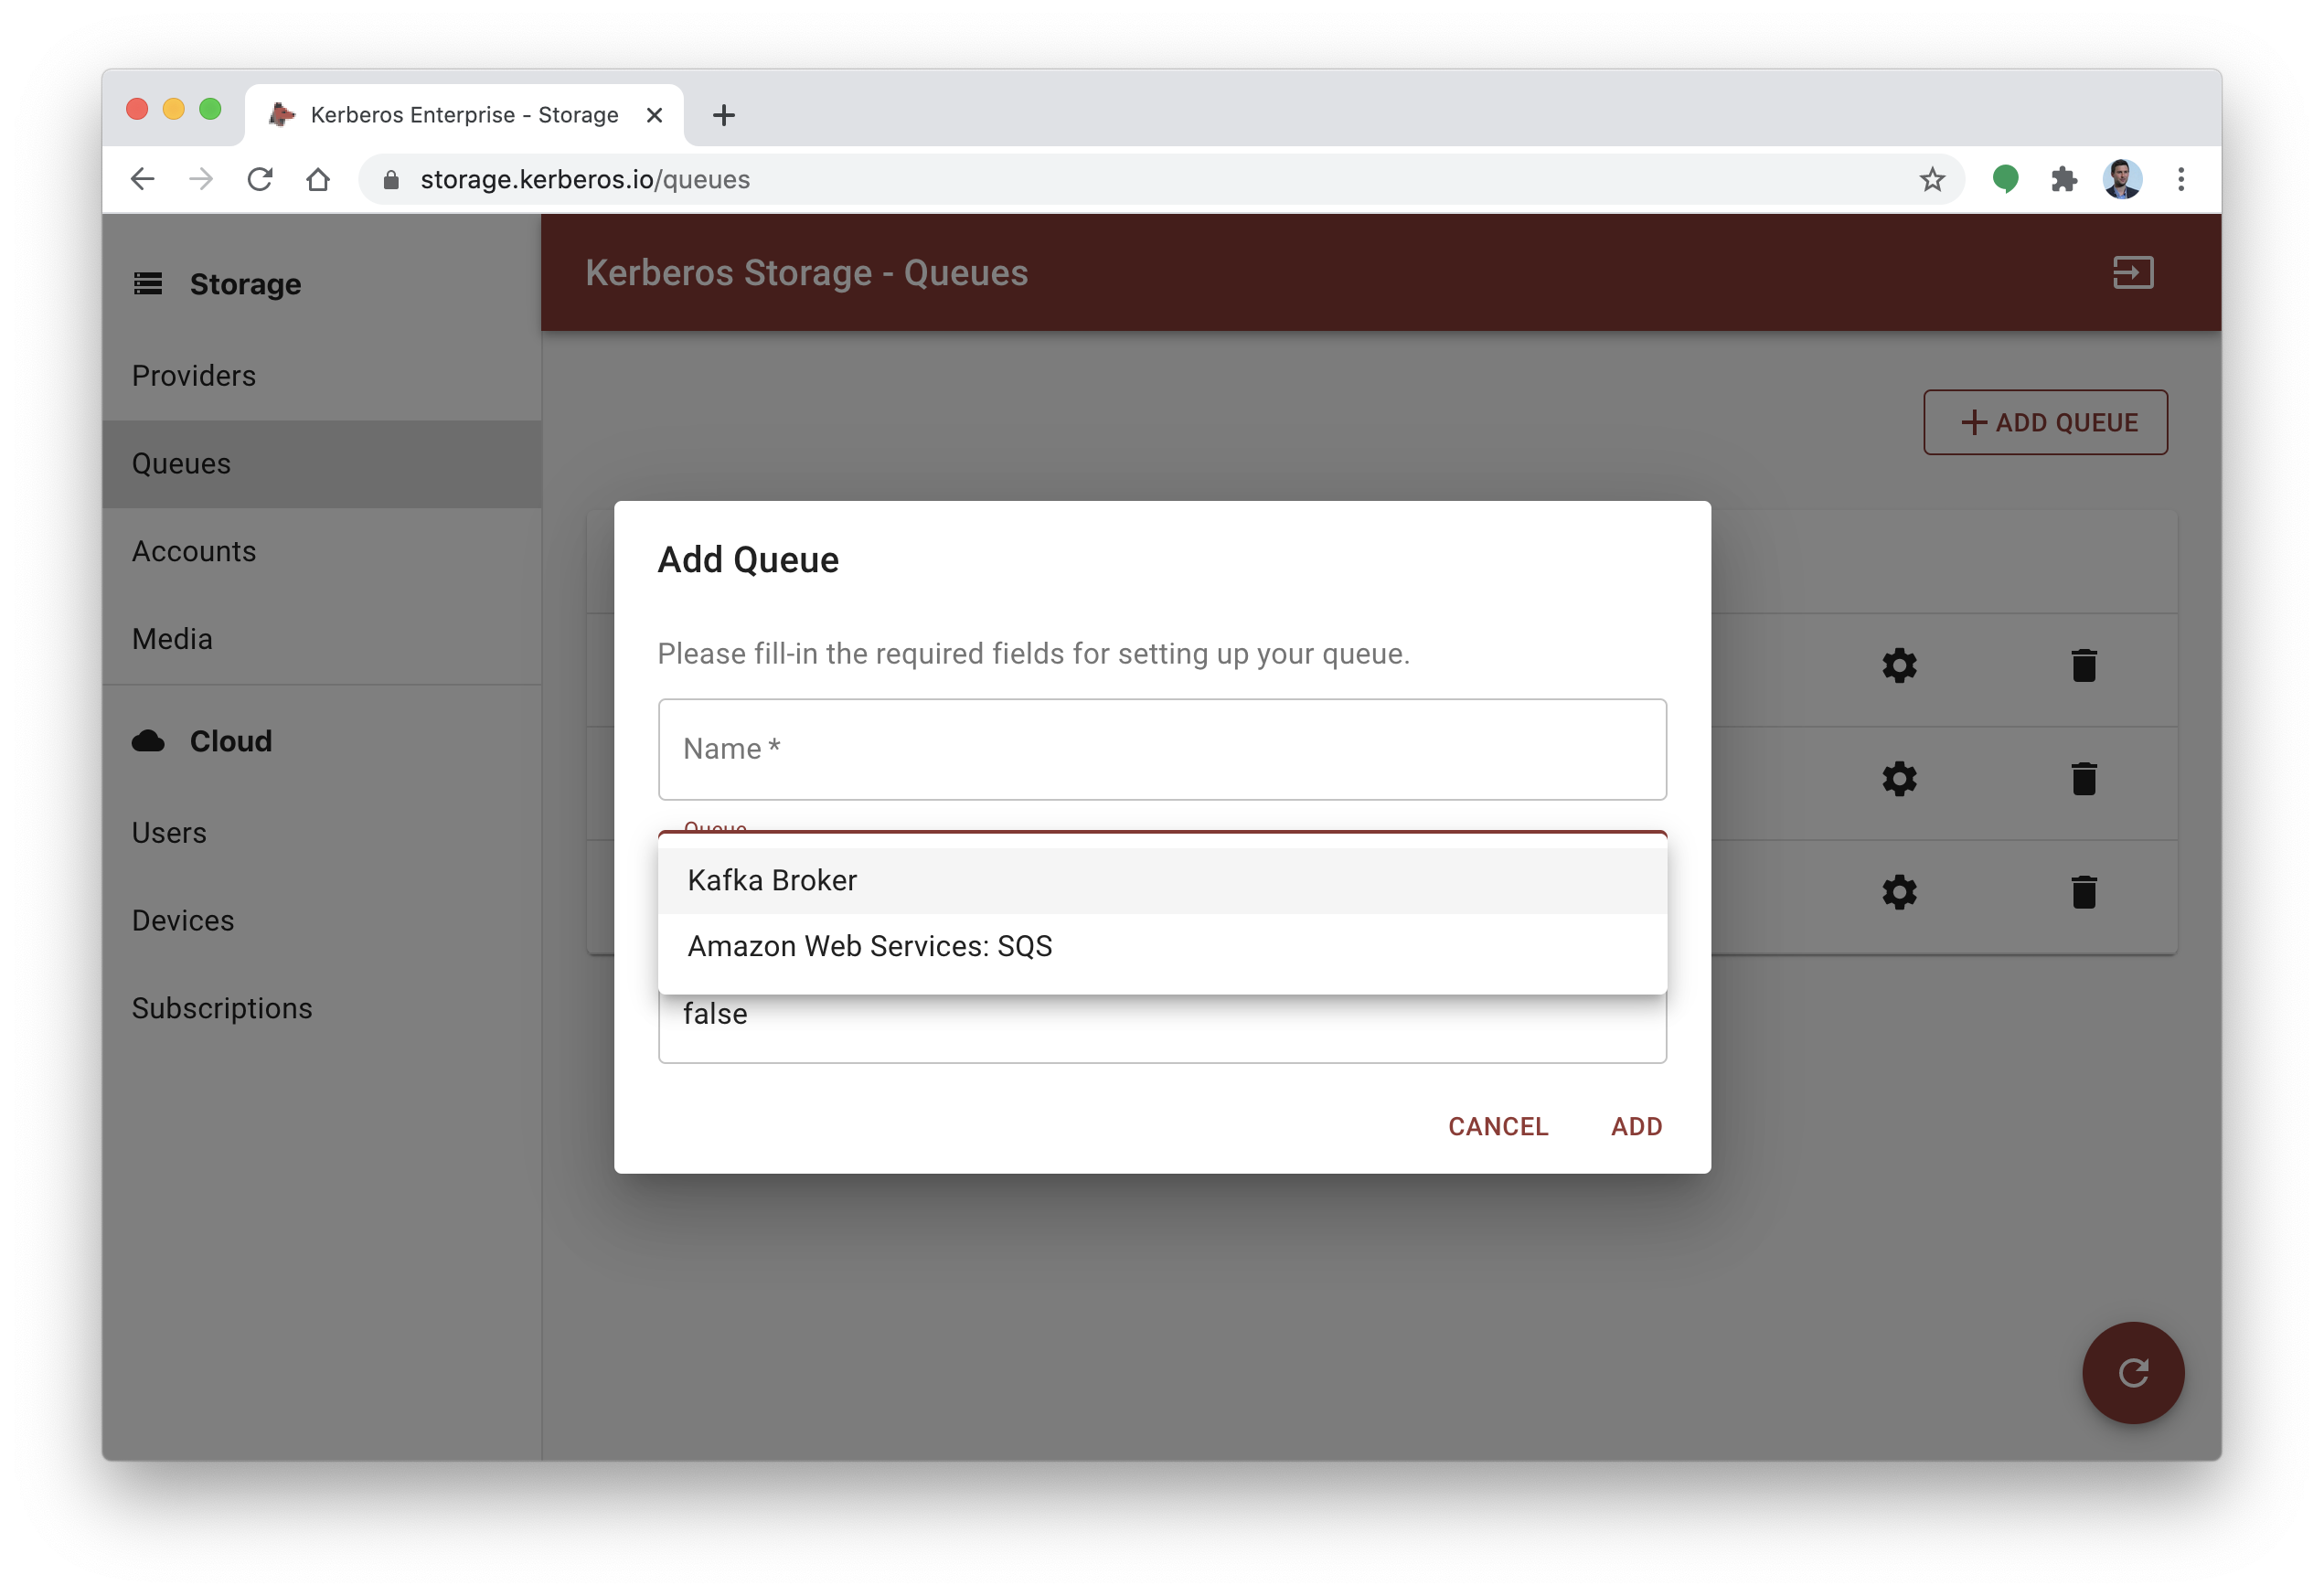 Kerberos Enterprise - Storage
storage.kerberos.io/queues
Storage
Kerberos Storage - Queues
Providers
ADD QUEUE
Queues
Accounts
Media
Cloud
Users
Devices
Subscriptions
Add Queue
Please fill-in the required fields for setting up your queue.
Name *
Queue
Kafka Broker
Amazon Web Services: SQS
false
CANCEL ADD